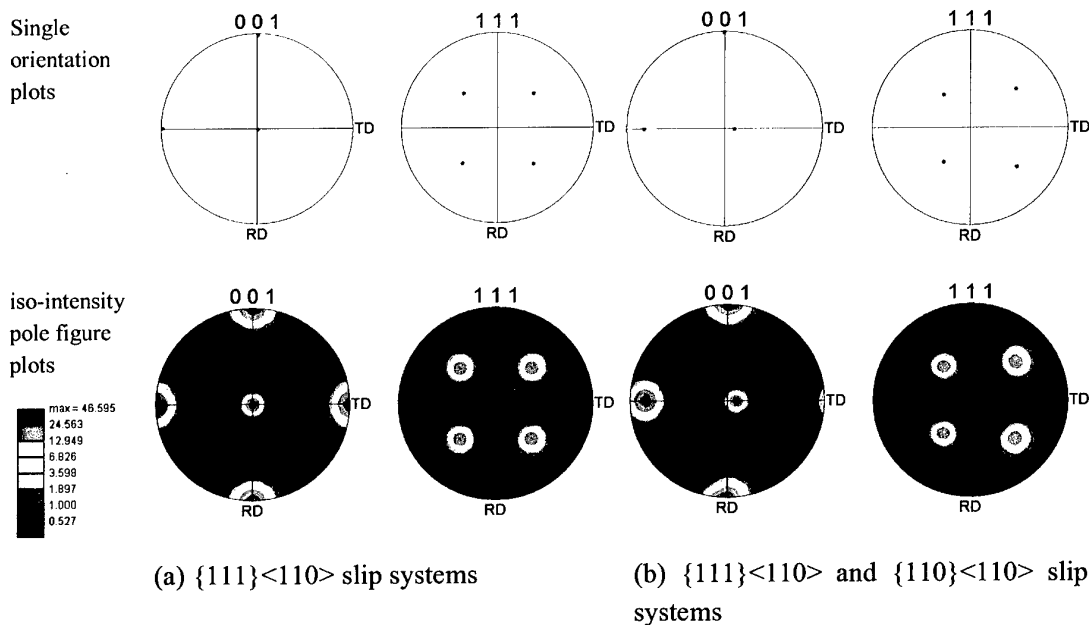 Single
orientation
plots
0 0 1
TD
RD
1 1 1
TD
RD
0 0 1
TD
RD
1 1 1
TD
RD
iso-intensity
pole figure
plots
max = 46.595
24.563
12.949
6.826
3.598
1.897
1.000
0.527
0 0 1
TD
RD
1 1 1
TD
RD
0 0 1
TD
RD
1 1 1
TD
RD
(a) {111}<110> slip systems
(b) {111}<110> and {110}<110> slip
systems